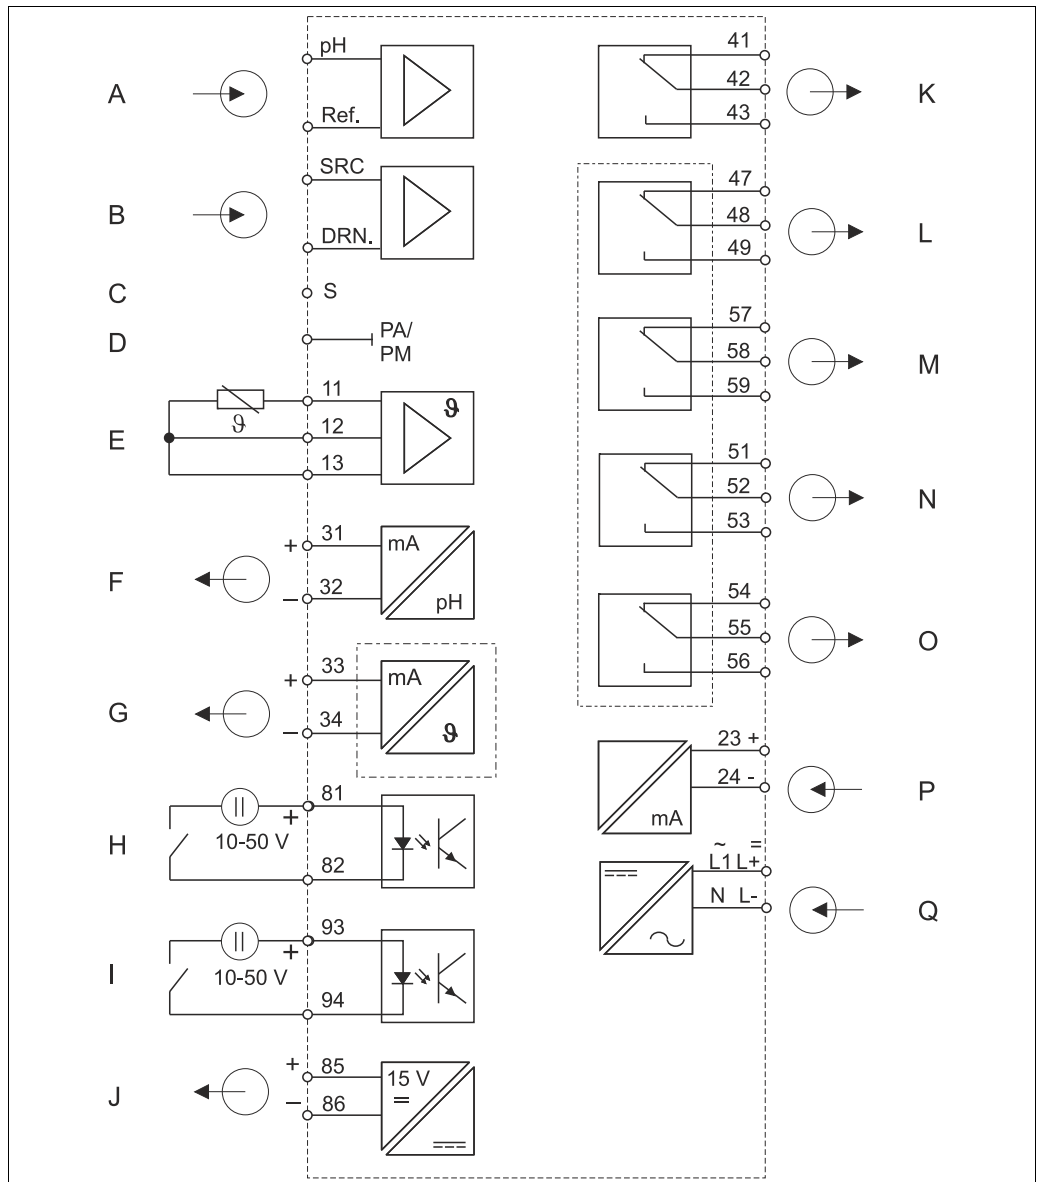 A
pH
Ref.
B
SRC
DRN.
C
S
D
PA/
PM
E
ϑ
11
12
13
ϑ
F
+ 31
– 32
mA
pH
G
+ 33
– 34
mA
ϑ
H
10-50 V
+
81
82
I
10-50 V
+
93
94
J
+ 85
– 86
15 V
=
41
42
43
K
47
48
49
L
57
58
59
M
51
52
53
N
54
55
56
O
mA
23 +
24 -
P
~ =
L1 L+
N L-
Q